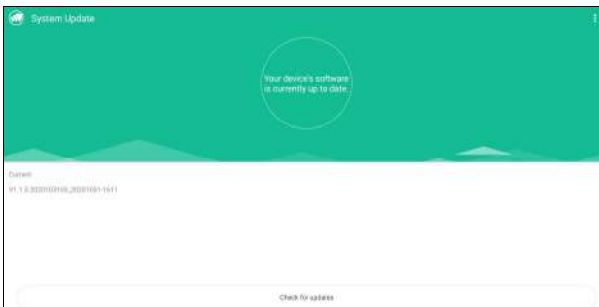 System Update
Your device's software
is currently up to date.
Current
Check for updates